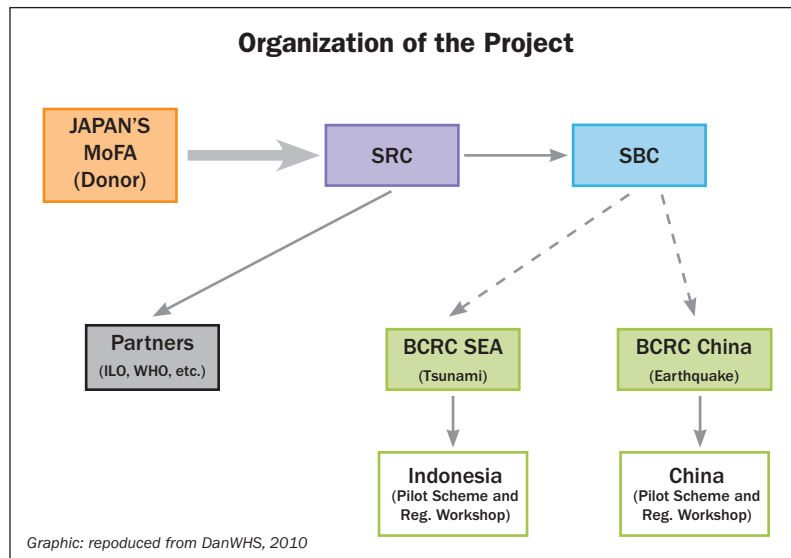 Organization of the Project
JAPAN'S
MoFA
(Donor)
SRC
SBC
Partners
(ILO, WHO, etc.)
BCRC SEA
(Tsunami)
BCRC China
(Earthquake)
Indonesia
(Pilot Scheme and
Reg. Workshop)
China
(Pilot Scheme and
Reg. Workshop)
Graphic: repoduced from DanWHS, 2010